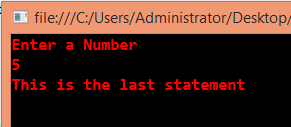 file:///C:/Users/Administrator/Desktop/
Enter a Number
5
This is the last statement